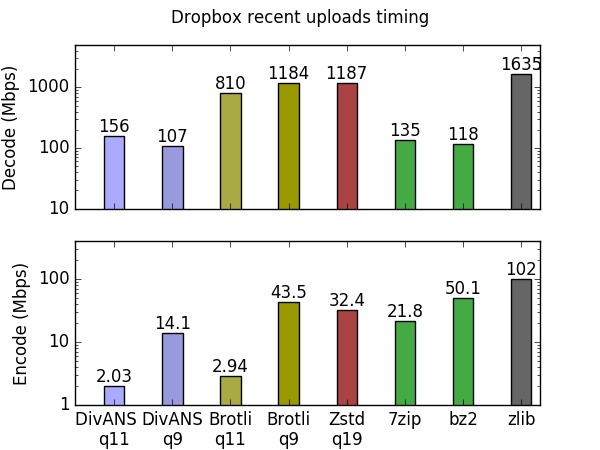 Dropbox recent uploads timing
Decode (Mbps)
1000
100
10
156
107
810
1184
1187
135
118
1635
Encode (Mbps)
100
10
1
2.03
14.1
2.94
43.5
32.4
21.8
50.1
102
DivANS q11
DivANS q9
Brotli q11
Brotli q9
Zstd q19
7zip
bz2
zlib